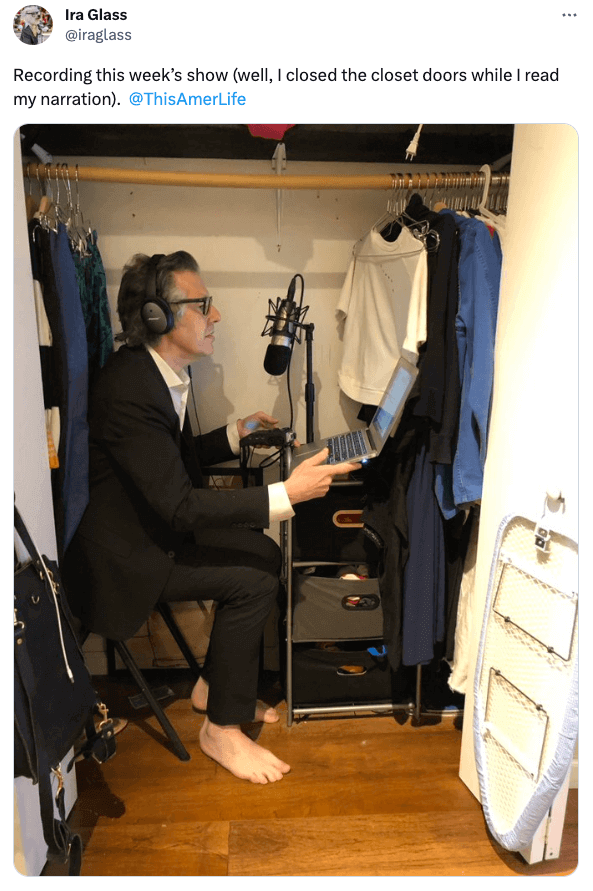 Ira Glass
@iraglass
Recording this week’s show (well, I closed the closet doors while I read
my narration).  @ThisAmerLife